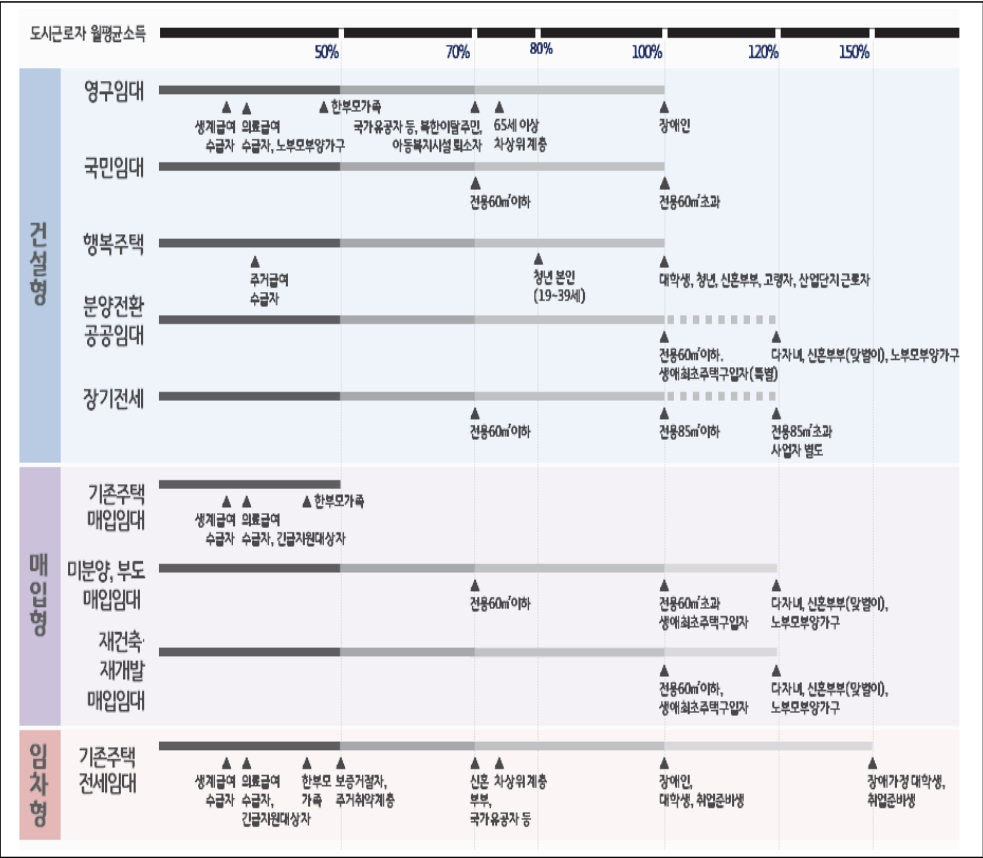 도시근로자 월평균소득
50% 70% 80% 100% 120% 150%
건설형
영구임대
▲ ▲ ▲ 한부모가족 ▲ ▲ ▲
생계급여 의료급여 국가유공자 등, 북한이탈주민, 65세 이상 장애인
수급자 수급자, 노부모부양가구 아동복지시설 퇴소자 차상위계층
국민임대
▲ ▲
전용60㎡이하 전용60㎡초과
행복주택
▲ ▲ ▲
주거급여 청년 본인 대학생, 청년, 신혼부부, 고령자, 산업단지 근로자
수급자 (19~39세)
분양전환
공공임대
▲ ▲
전용60㎡이하, 다자녀, 신혼부부(맞벌이), 노부모부양가구
생애최초주택구입자(특별)
장기전세
▲ ▲ ▲
전용60㎡이하 전용85㎡이하 전용85㎡초과
사업자 별도
매입형
기존주택
매입임대
▲ ▲ ▲ 한부모가족
생계급여 의료급여
수급자 수급자, 긴급지원대상자
미분양, 부도
매입임대
▲ ▲ ▲
전용60㎡이하 전용60㎡초과 다자녀, 신혼부부(맞벌이),
생애최초주택구입자 노부모부양가구
재건축·
재개발
매입임대
▲ ▲
전용60㎡이하, 다자녀, 신혼부부(맞벌이),
생애최초주택구입자 노부모부양가구
임차형
기존주택
전세임대
▲ ▲ ▲ ▲ ▲ ▲ ▲ ▲
생계급여 의료급여 한부모 보증거절자, 신혼 차상위계층 장애인, 장애가정 대학생,
수급자 수급자, 가족 주거취약계층 부부, 대학생, 취업준비생 취업준비생
긴급지원대상자 국가유공자 등